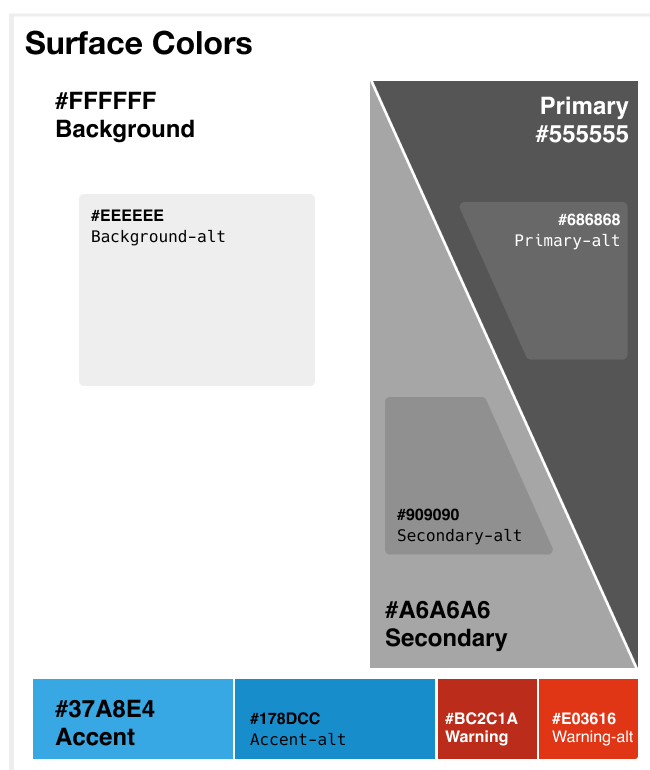 Surface Colors
#FFFFFF
Background
#EEEEEE
Background-alt
Primary
#555555
#686868
Primary-alt
#909090
Secondary-alt
#A6A6A6
Secondary
#37A8E4
Accent
#178DCC
Accent-alt
#BC2C1A
Warning
#E03616
Warning-alt